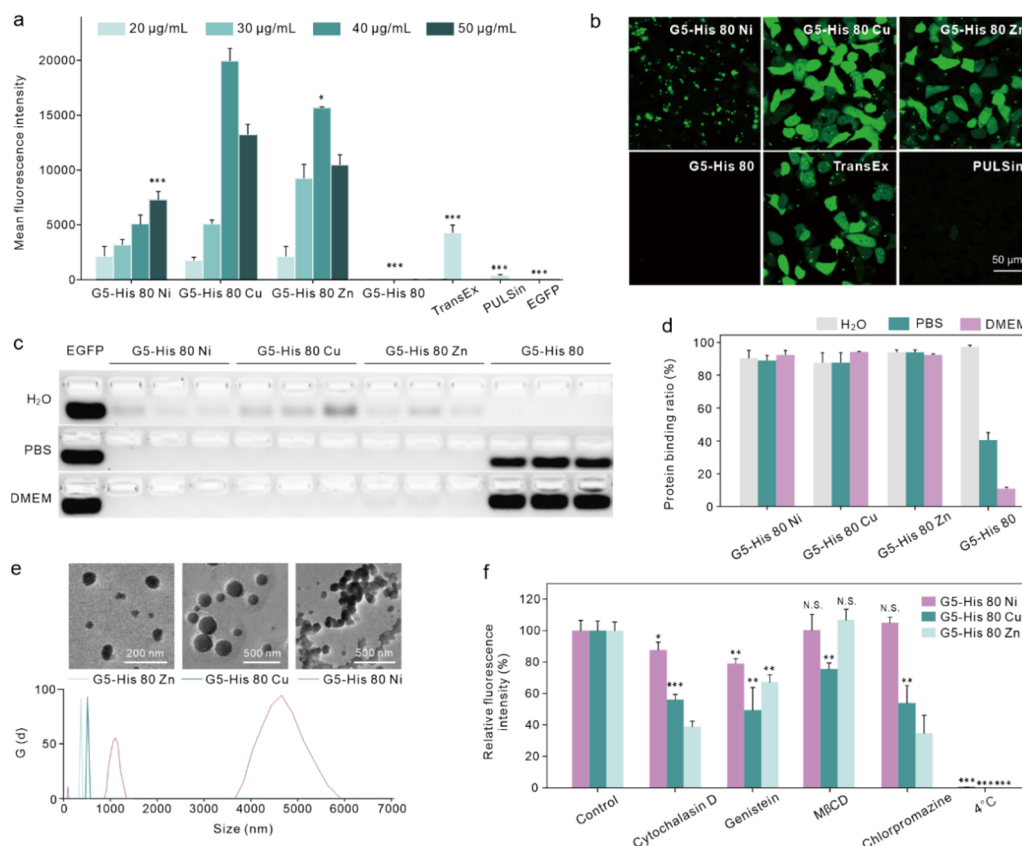 a
20 μg/mL 30 μg/mL 40 μg/mL 50 μg/mL
Mean fluorescence intensity
20000
15000
10000
5000
0
***
*
***
***
***
***
G5-His 80 Ni G5-His 80 Cu G5-His 80 Zn G5-His 80 TransEx PULSin EGFP
b
G5-His 80 Ni G5-His 80 Cu G5-His 80 Zn
G5-His 80 TransEx PULSin
50 μm
c
EGFP G5-His 80 Ni G5-His 80 Cu G5-His 80 Zn G5-His 80
H₂O
PBS
DMEM
d
H₂O PBS DMEM
Protein binding ratio (%)
100
80
60
40
20
0
G5-His 80 Ni G5-His 80 Cu G5-His 80 Zn G5-His 80
e
200 nm 500 nm 500 nm
G5-His 80 Zn G5-His 80 Cu G5-His 80 Ni
G (d)
100
50
0
0 1000 2000 3000 4000 5000 6000 7000
Size (nm)
f
G5-His 80 Ni
G5-His 80 Cu
G5-His 80 Zn
Relative fluorescence
intensity (%)
120
100
80
60
40
20
0
*
***
**
**
**
N.S.
**
N.S.
N.S.
**
*** *** ***
Control Cytochalasin D Genistein MβCD Chlorpromazine 4°C